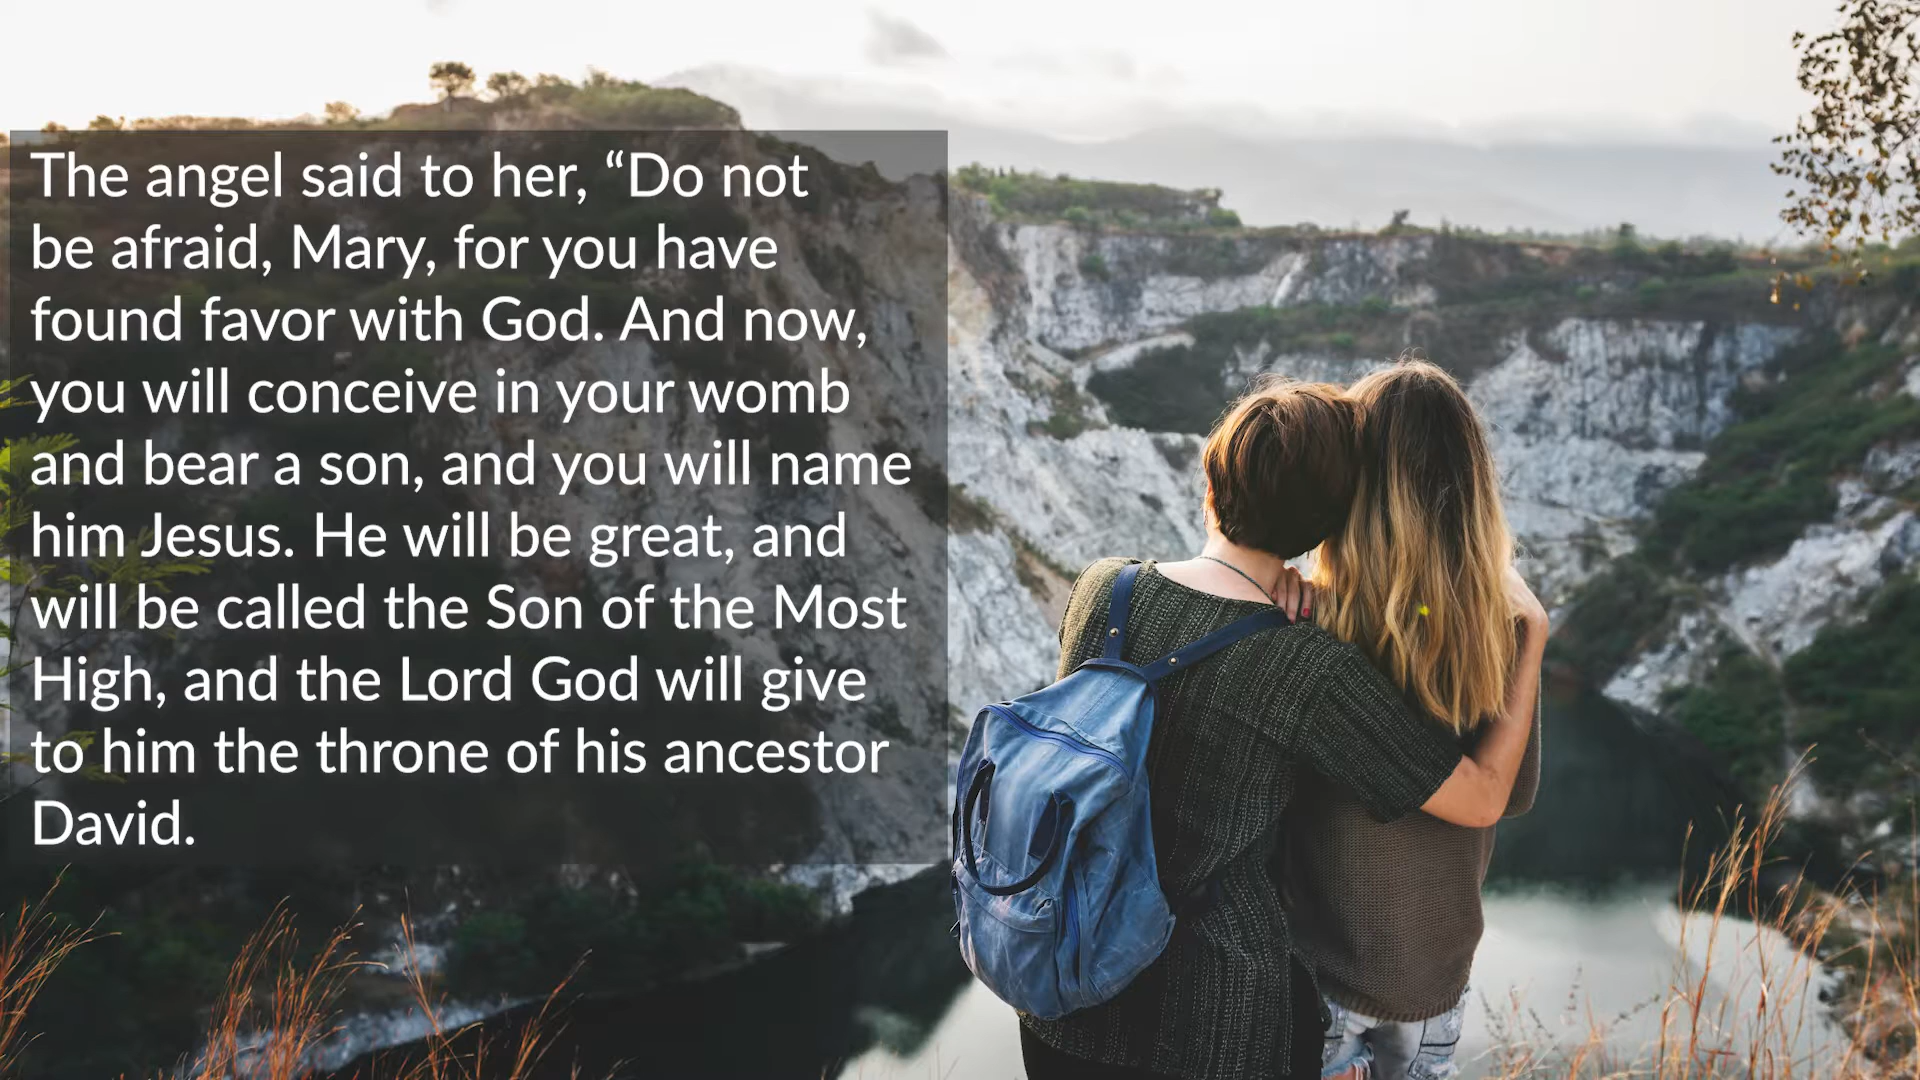 The angel said to her, “Do not
be afraid, Mary, for you have
found favor with God. And now,
you will conceive in your womb
and bear a son, and you will name
him Jesus. He will be great, and
will be called the Son of the Most
High, and the Lord God will give
to him the throne of his ancestor
David.